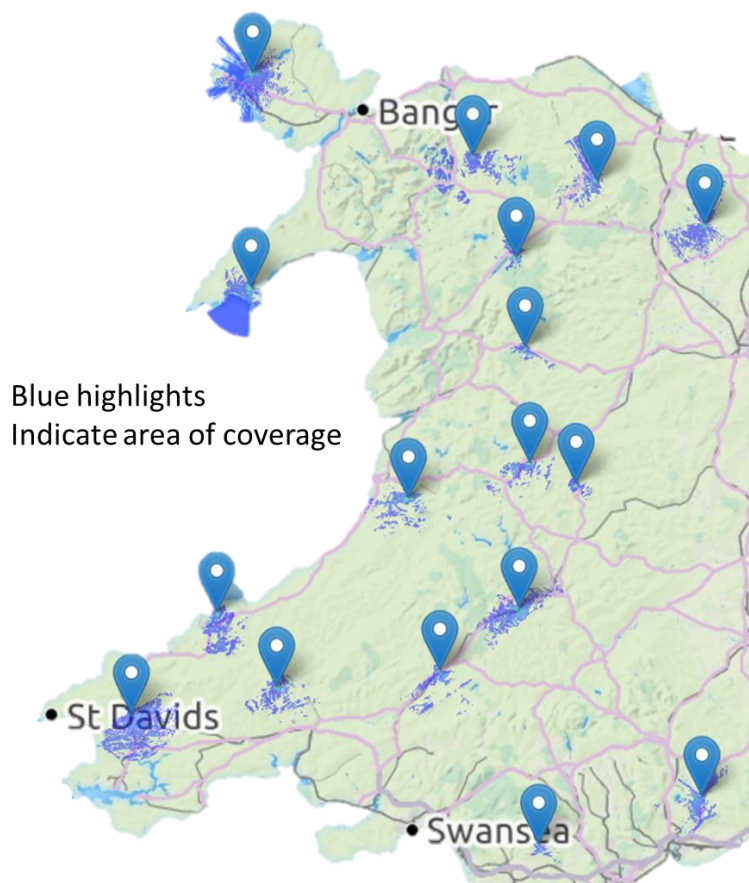 Bangor
Blue highlights
Indicate area of coverage
St Davids
Swansea